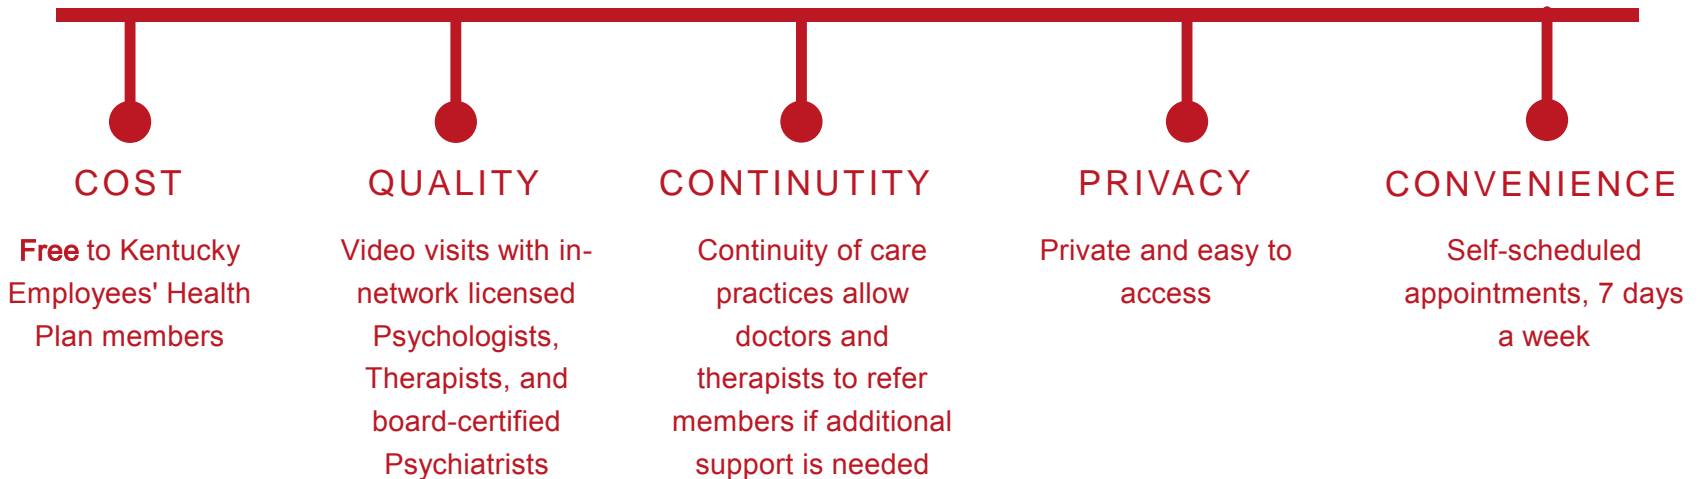 COST
Free to Kentucky
Employees' Health
Plan members
QUALITY
Video visits with in-
network licensed
Psychologists,
Therapists, and
board-certified
Psychiatrists
CONTINUTITY
Continuity of care
practices allow
doctors and
therapists to refer
members if additional
support is needed
PRIVACY
Private and easy to
access
CONVENIENCE
Self-scheduled
appointments, 7 days
a week